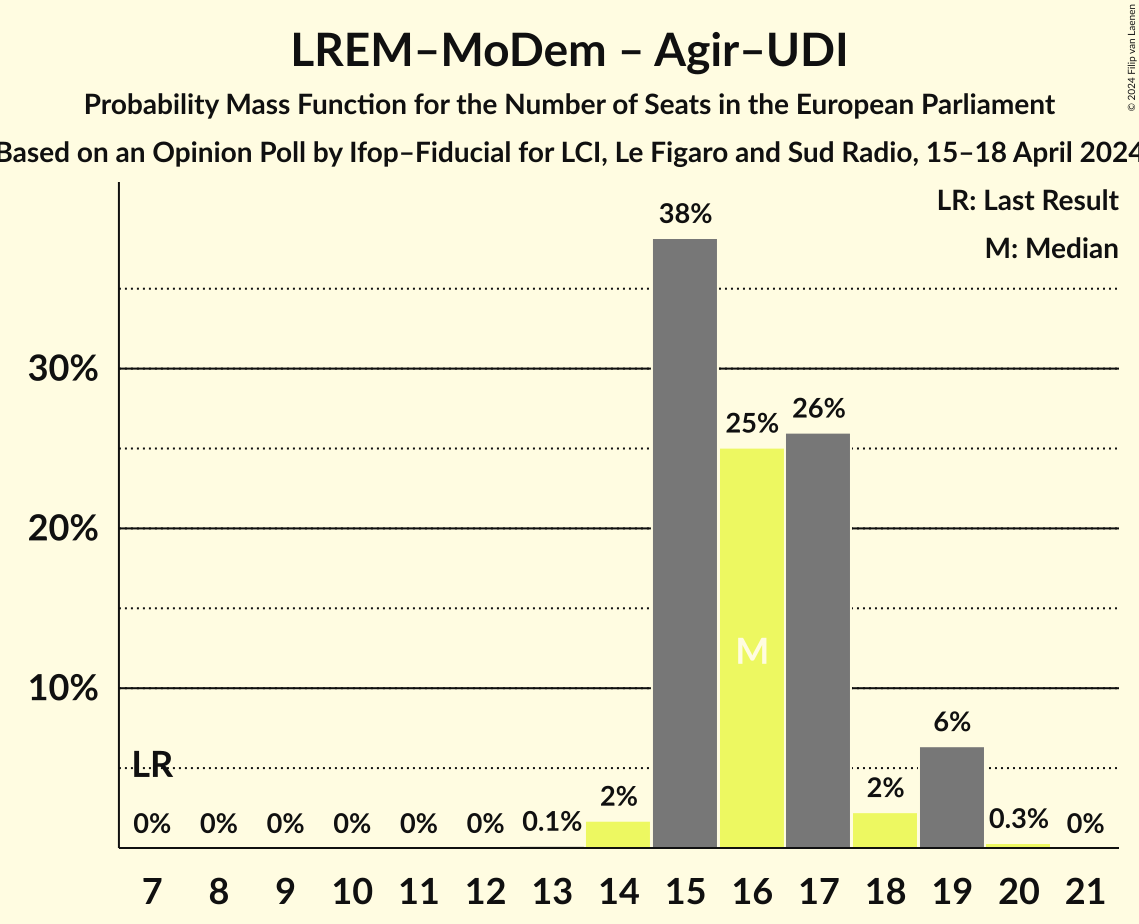 LREM–MoDem – Agir–UDI
Probability Mass Function for the Number of Seats in the European Parliament
Based on an Opinion Poll by Ifop–Fiducial for LCI, Le Figaro and Sud Radio, 15–18 April 2024
© 2024 Filip van Laenen
LR: Last Result
M: Median
38%
30%
26%
25%
20%
M
10%
6%
LR
2%
2%
0% 0% 0% 0% 0% 0% 0.1% 0.3% 0%
7 8 9 10 11 12 13 14 15 16 17 18 19 20 21